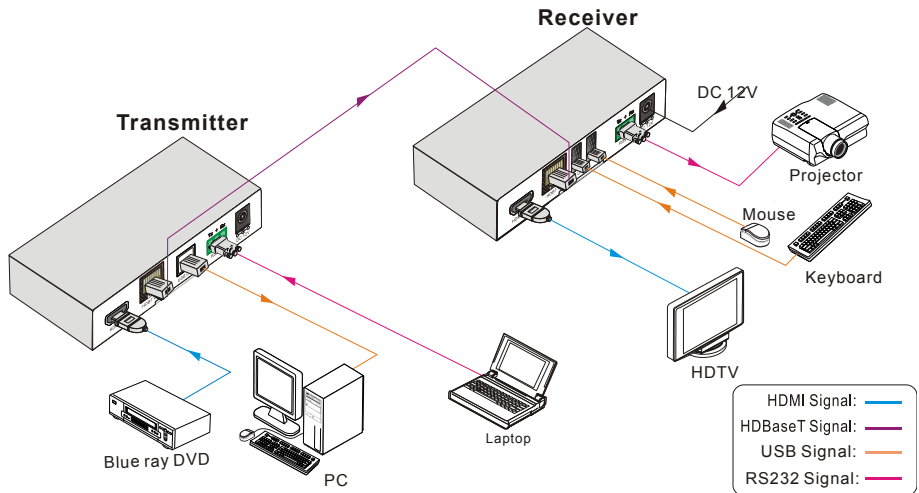 Receiver
DC 12V
Transmitter
Projector
Mouse
Keyboard
HDTV
Laptop
Blue ray DVD
PC
HDMI Signal:
HDBaseT Signal:
USB Signal:
RS232 Signal: